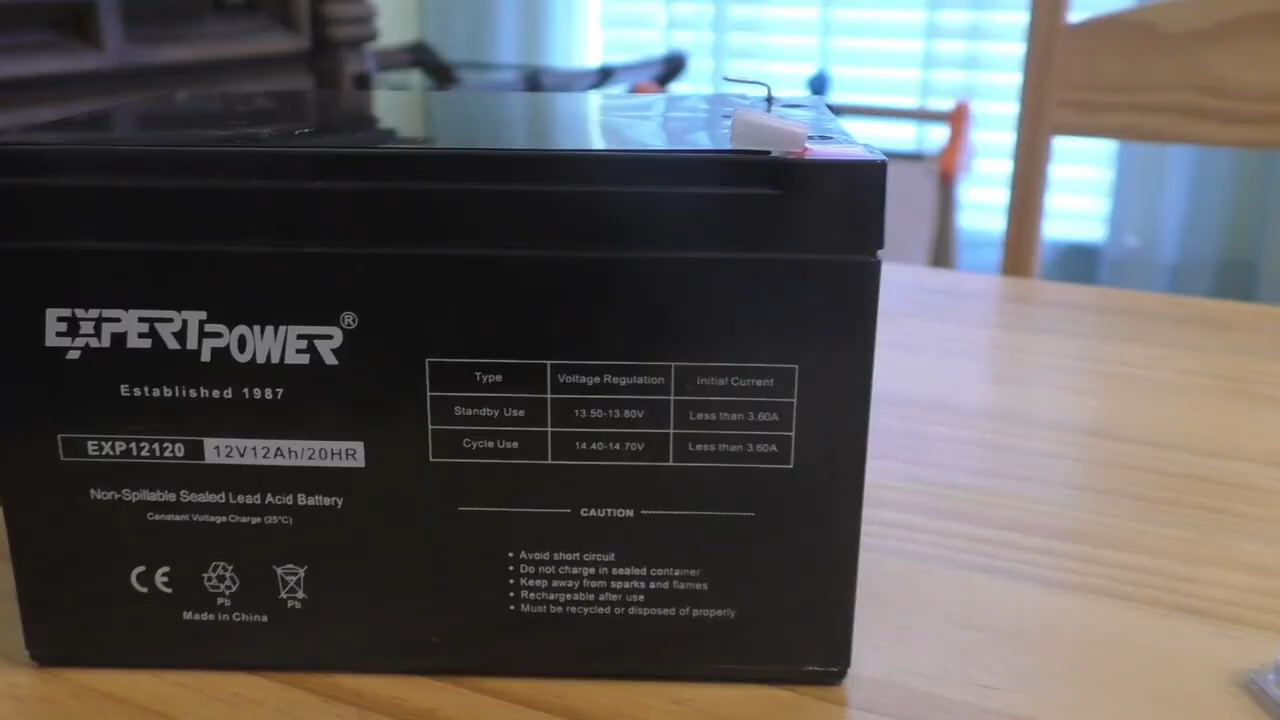 EXPERTPOWER®
Established 1987
EXP12120 12V12Ah/20HR
Non-Spillable Sealed Lead Acid Battery
Constant Voltage Charge (25°C)
CE
Pb Pb
Made in China
Type Voltage Regulation Initial Current
Standby Use 13.50-13.80V Less than 3.60A
Cycle Use 14.40-14.70V Less than 3.60A
CAUTION
• Avoid short circuit
• Do not charge in sealed container
• Keep away from sparks and flames
• Rechargeable after use
• Must be recycled or disposed of properly